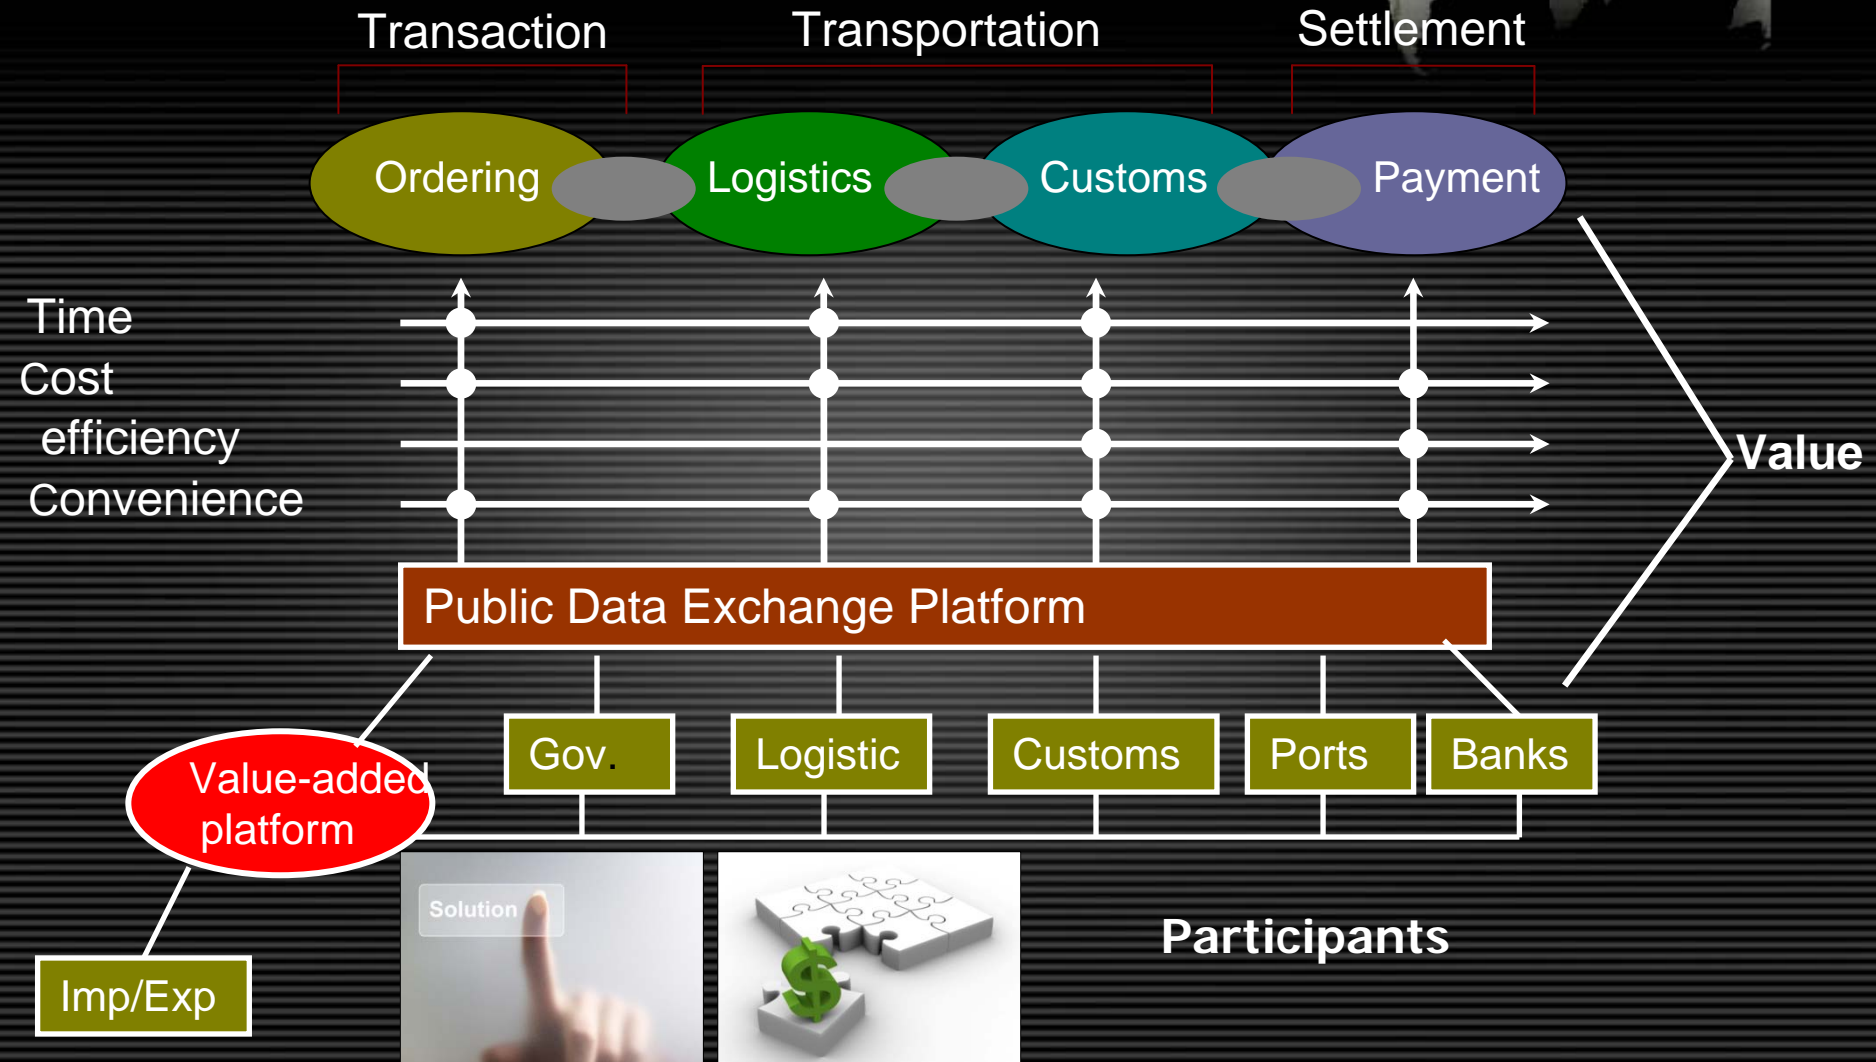 Transaction
Transportation
Settlement
Ordering
Logistics
Customs
Payment
Time
Cost
efficiency
Convenience
Value
Public Data Exchange Platform
Gov.
Logistic
Customs
Ports
Banks
Value-added
platform
Solution
Participants
Imp/Exp